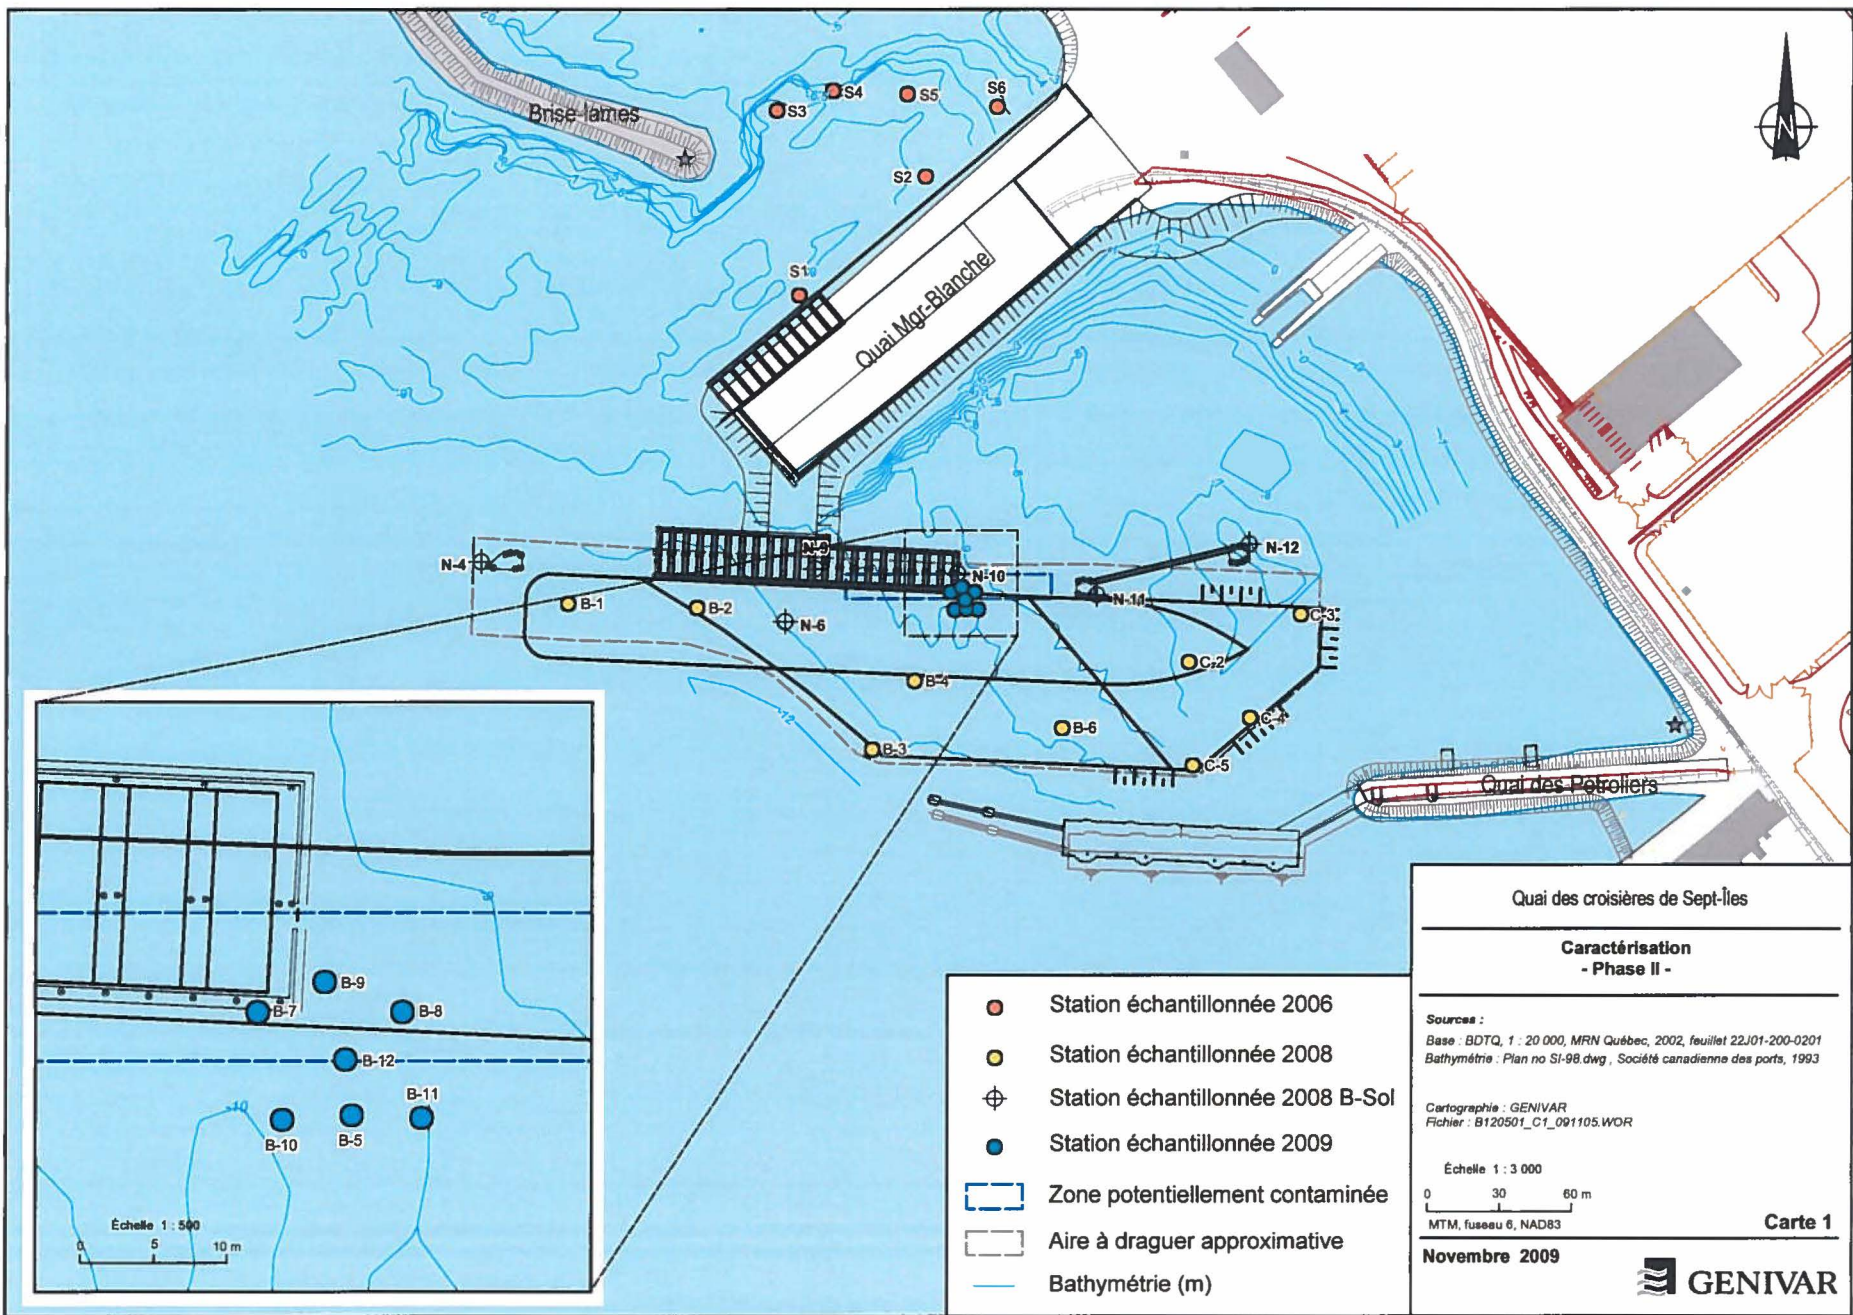 Brise-lames
S3
S4
S5
S6
S2
S1
Quai Mgr-Blanche
N
N-4
N-9
N-10
N-12
N-11
B-1
B-2
N-6
C-3
C-2
B-4
B-6
C-4
B-3
C-5
-12
Quai des Pétroliers
B-9
B-7
B-8
B-12
B-11
-10
B-10
B-5
Échelle 1 : 500
0 5 10 m
Station échantillonnée 2006
Station échantillonnée 2008
Station échantillonnée 2008 B-Sol
Station échantillonnée 2009
Zone potentiellement contaminée
Aire à draguer approximative
Bathymétrie (m)
Quai des croisières de Sept-Îles
Caractérisation
- Phase II -
Sources :
Base : BDTQ, 1 : 20 000, MRN Québec, 2002, feuillet 22J01-200-0201
Bathymétrie : Plan no SI-98.dwg , Société canadienne des ports, 1993
Cartographie : GENIVAR
Fichier : B120501_C1_091105.WOR
Échelle 1 : 3 000
0 30 60 m
MTM, fuseau 6, NAD83
Carte 1
Novembre 2009
GENIVAR